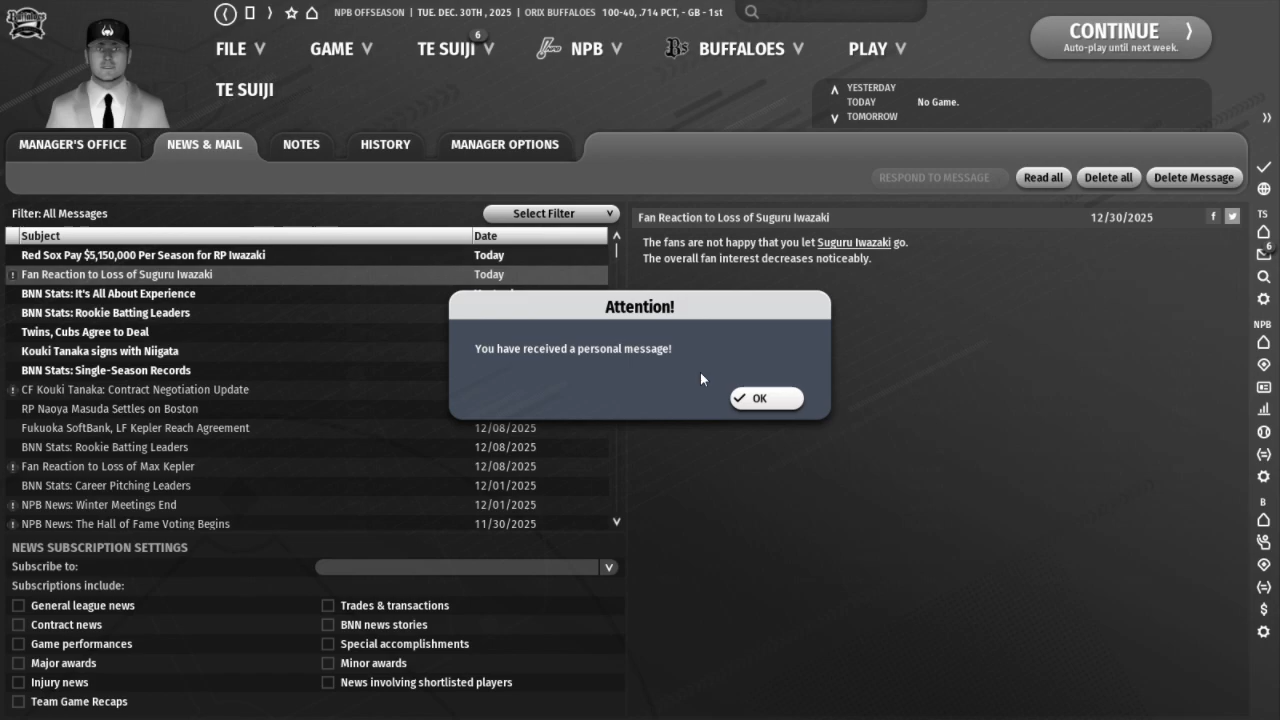 Buffaloes
NPB OFFSEASON | TUE. DEC. 30TH , 2025 | ORIX BUFFALOES 100-40, .714 PCT, - GB - 1st
FILE GAME TE SUIJI 6 NPB Bs BUFFALOES PLAY
CONTINUE
Auto-play until next week.
TE SUIJI
YESTERDAY
TODAY No Game.
TOMORROW
MANAGER'S OFFICE NEWS & MAIL NOTES HISTORY MANAGER OPTIONS
RESPOND TO MESSAGE Read all Delete all Delete Message
Filter: All Messages Select Filter
Subject Date
Red Sox Pay $5,150,000 Per Season for RP Iwazaki Today
Fan Reaction to Loss of Suguru Iwazaki Today
BNN Stats: It's All About Experience
BNN Stats: Rookie Batting Leaders
Twins, Cubs Agree to Deal
Kouki Tanaka signs with Niigata
BNN Stats: Single-Season Records
CF Kouki Tanaka: Contract Negotiation Update
RP Naoya Masuda Settles on Boston
Fukuoka SoftBank, LF Kepler Reach Agreement 12/08/2025
BNN Stats: Rookie Batting Leaders 12/08/2025
Fan Reaction to Loss of Max Kepler 12/08/2025
BNN Stats: Career Pitching Leaders 12/01/2025
NPB News: Winter Meetings End 12/01/2025
NPB News: The Hall of Fame Voting Begins 11/30/2025
Fan Reaction to Loss of Suguru Iwazaki 12/30/2025
The fans are not happy that you let Suguru Iwazaki go.
The overall fan interest decreases noticeably.
Attention!
You have received a personal message!
OK
NEWS SUBSCRIPTION SETTINGS
Subscribe to:
Subscriptions include:
General league news Trades & transactions
Contract news BNN news stories
Game performances Special accomplishments
Major awards Minor awards
Injury news News involving shortlisted players
Team Game Recaps
TS
6
NPB
B